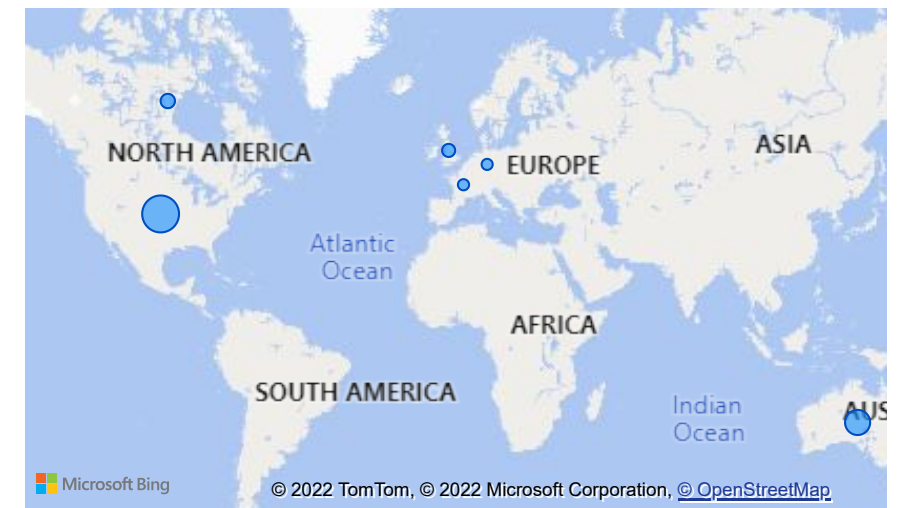 NORTH AMERICA
EUROPE
ASIA
Atlantic
Ocean
AFRICA
SOUTH AMERICA
Indian
Ocean
AUS
Microsoft Bing
© 2022 TomTom, © 2022 Microsoft Corporation, © OpenStreetMap